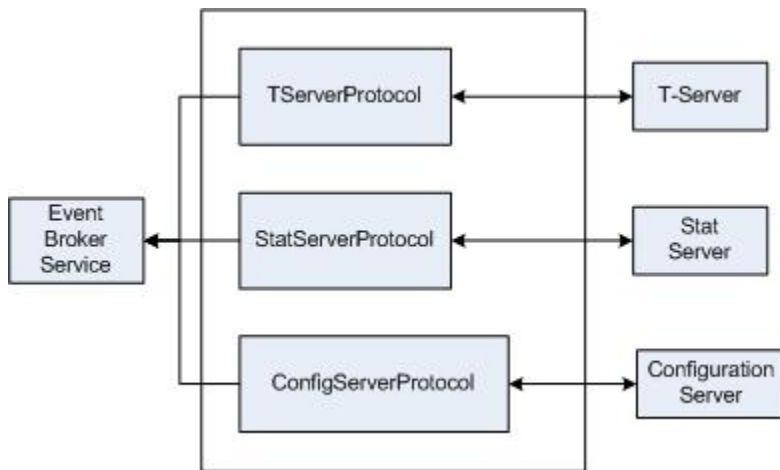 TServerProtocol
T-Server
Event
Broker
Service
StatServerProtocol
Stat
Server
ConfigServerProtocol
Configuration
Server